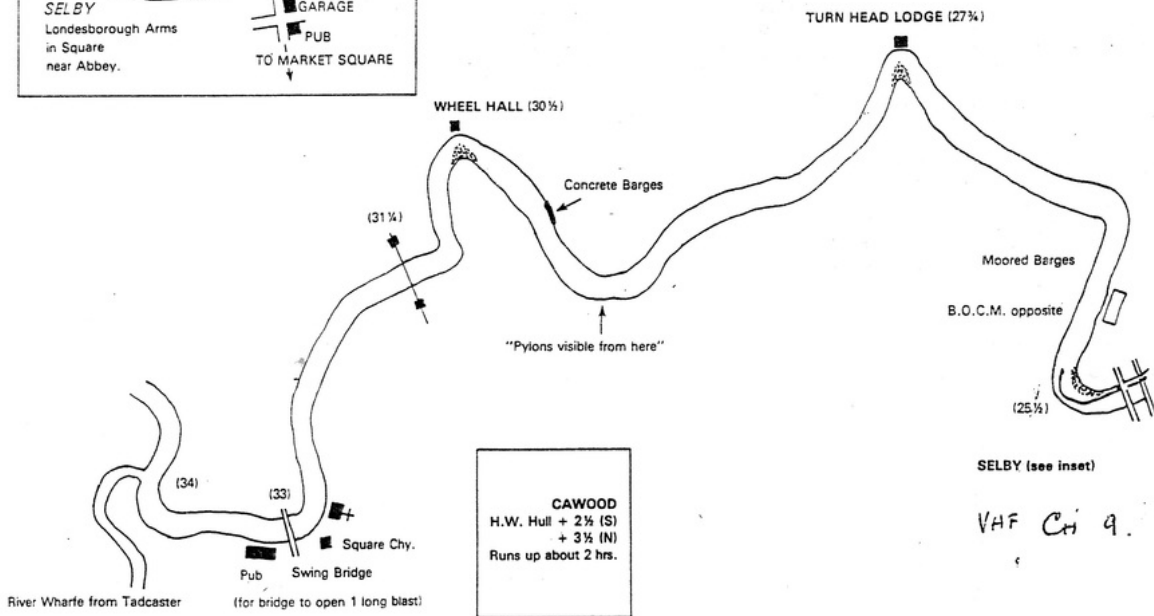 SELBY
Londesborough Arms
in Square
near Abbey.
GARAGE
PUB
TO MARKET SQUARE
TURN HEAD LODGE (27¾)
WHEEL HALL (30½)
Concrete Barges
(31¼)
Moored Barges
B.O.C.M. opposite
"Pylons visible from here"
(25½)
SELBY (see inset)
VHF CH 9.
(34)
(33)
CAWOOD
H.W. Hull + 2½ (S)
+ 3½ (N)
Runs up about 2 hrs.
Square Chy.
Pub
Swing Bridge
River Wharfe from Tadcaster
(for bridge to open 1 long blast)